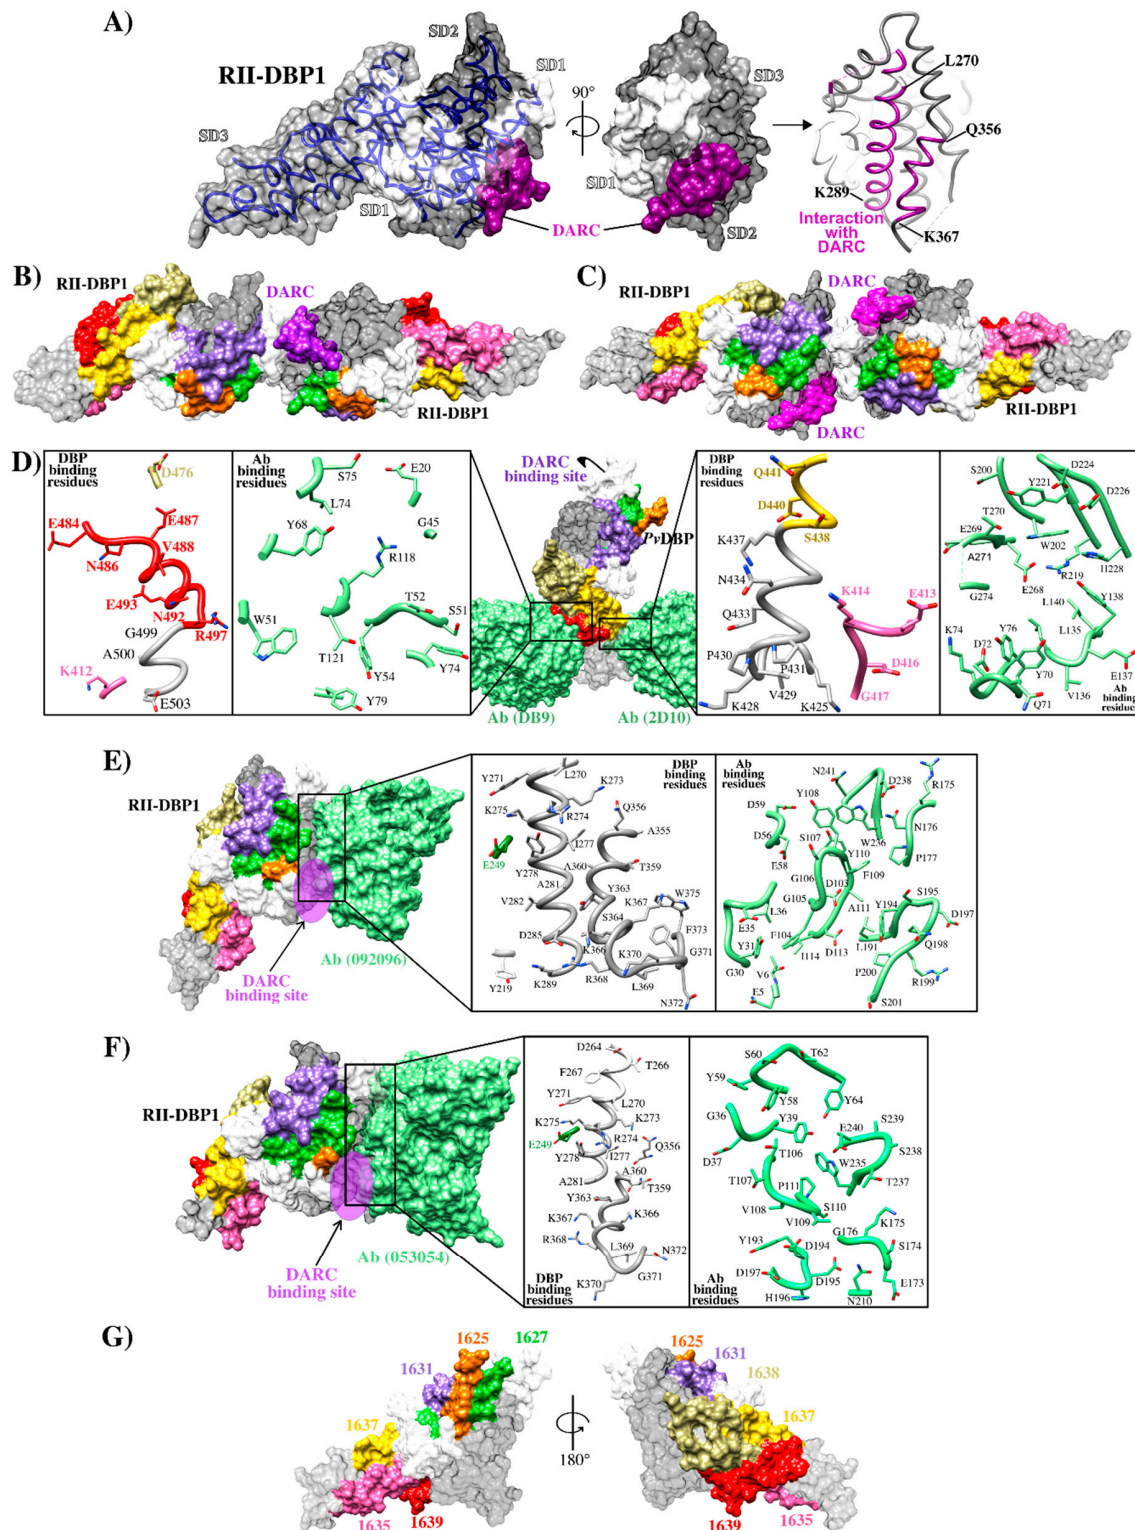 A)
RII-DBP1
SD3
SD2
SD1
SD1
90°
DARC
SD3
SD1
SD2
L270
Q356
K289
K367
Interaction
with
DARC
B)
RII-DBP1
DARC
RII-DBP1
C)
RII-DBP1
DARC
DARC
RII-DBP1
D)
DBP
binding
residues
D476
E484
E487
V488
N486
E493
N492
R497
G499
A500
K412
E503
Ab
binding
residues
S75
E20
L74
Y68
G45
R118
W51
T52
S51
T121
Y54
Y74
Y79
DARC
binding
site
PvDBP
Ab (DB9)
Ab (2D10)
DBP
binding
residues
Q441
D440
S438
K437
N434
Q433
P430
P431
V429
K428
K425
K414
E413
D416
G417
S200
D224
Y221
D226
T270
E269
W202
A271
R219
H228
E268
G274
L140
Y138
K74
Y76
L135
D72
Y70
E137
V136
Q71
Ab
binding
residues
E)
RII-DBP1
Ab (092096)
DARC
binding site
DBP
binding
residues
L270
Y271
K273
K275
R274
Q356
E249
I277
A355
Y278
A360
T359
A281
Y363
V282
K367
W375
S364
D285
F373
K366
K370
G371
K289
R368
L369
Y219
N372
Ab
binding
residues
N241
D238
R175
Y108
D59
S107
N176
D56
W236
Y110
P177
E58
G106
F109
D103
G105
S195
L36
A111
Y194
D197
E35
F104
Y31
D113
L191
Q198
I114
G30
V6
P200
R199
E5
S201
F)
RII-DBP1
Ab (053054)
DARC
binding site
D264
T266
F267
Y271
L270
K275
K273
E249
R274
Q356
Y278
I277
A360
A281
T359
Y363
K367
K366
R368
L369
N372
G371
K370
DBP
binding
residues
S60
T62
Y59
Y58
Y64
G36
Y39
S239
E240
D37
T106
S238
W235
T107
P111
T237
S110
V108
V109
K175
G176
Y193
D194
S174
D197
D195
E173
H196
N210
Ab
binding
residues
G)
1625
1627
1631
1637
1635
1639
180°
1625
1631
1638
1637
1635
1639